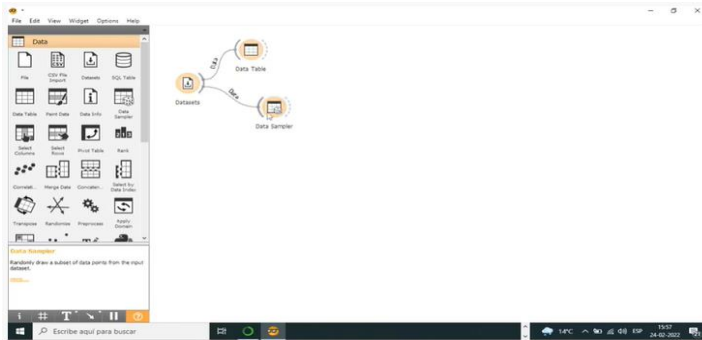 File Edit View Widget Options Help
Data
File
CSV File
Import
Datasets
SQL Table
Data Table
Paint Data
Data Info
Data
Sampler
Select
Columns
Select
Rows
Pivot Table
Rank
Correlat...
Merge Data
Concaten...
Select by
Data Index
Transpose
Randomize
Preprocess
Apply
Domain
Data Sampler
Randomly draw a subset of data points from the input
dataset.
more...
Data
Data Table
Datasets
Data
Data Sampler
Escribe aquí para buscar
14°C
ESP
15:57
24-02-2022